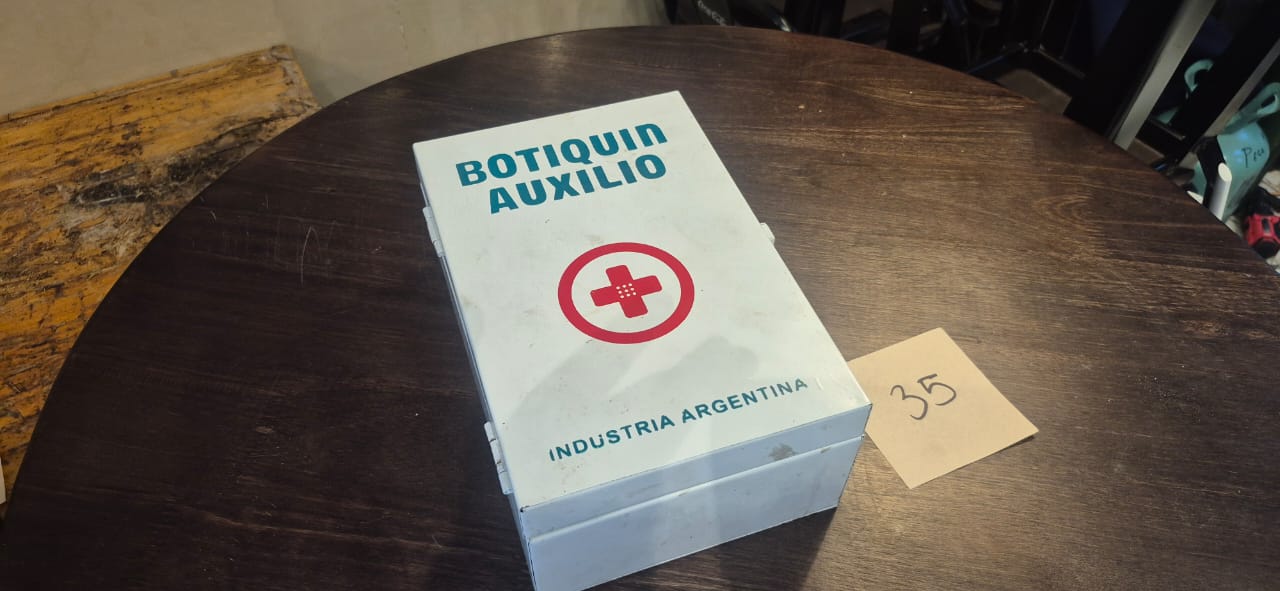 BOTIQUIN
AUXILIO
INDUSTRIA ARGENTINA
35